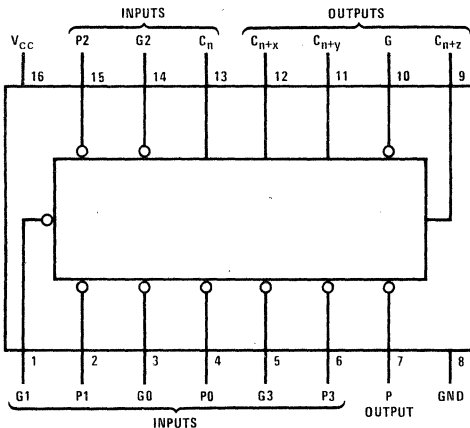 INPUTS OUTPUTS
VCC P2 G2 Cn Cn+x Cn+y G Cn+z
16 15 14 13 12 11 10 9
1 2 3 4 5 6 7 8
G1 P1 G0 P0 G3 P3 P GND
INPUTS OUTPUT